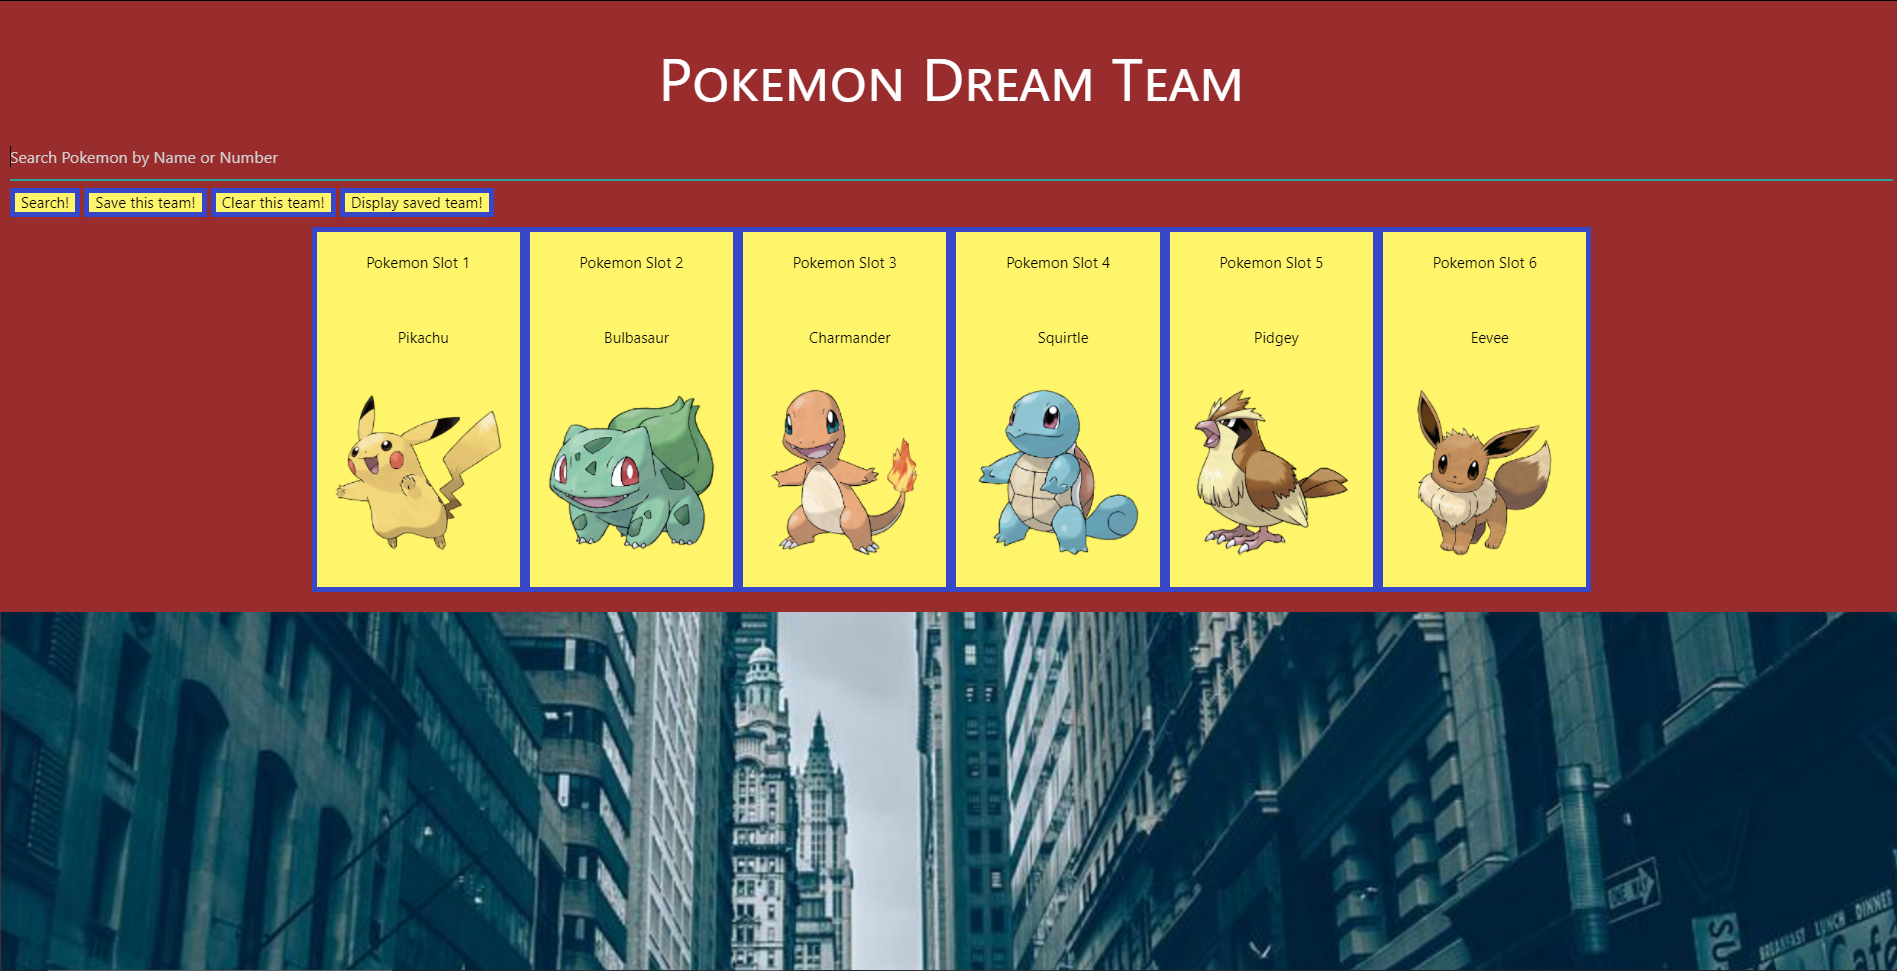 Pokemon Dream Team
Search Pokemon by Name or Number
Search! Save this team! Clear this team! Display saved team!
Pokemon Slot 1 Pokemon Slot 2 Pokemon Slot 3 Pokemon Slot 4 Pokemon Slot 5 Pokemon Slot 6
Pikachu Bulbasaur Charmander Squirtle Pidgey Eevee
ONE WAY
BREAKFAST LUNCH DINNER
Café